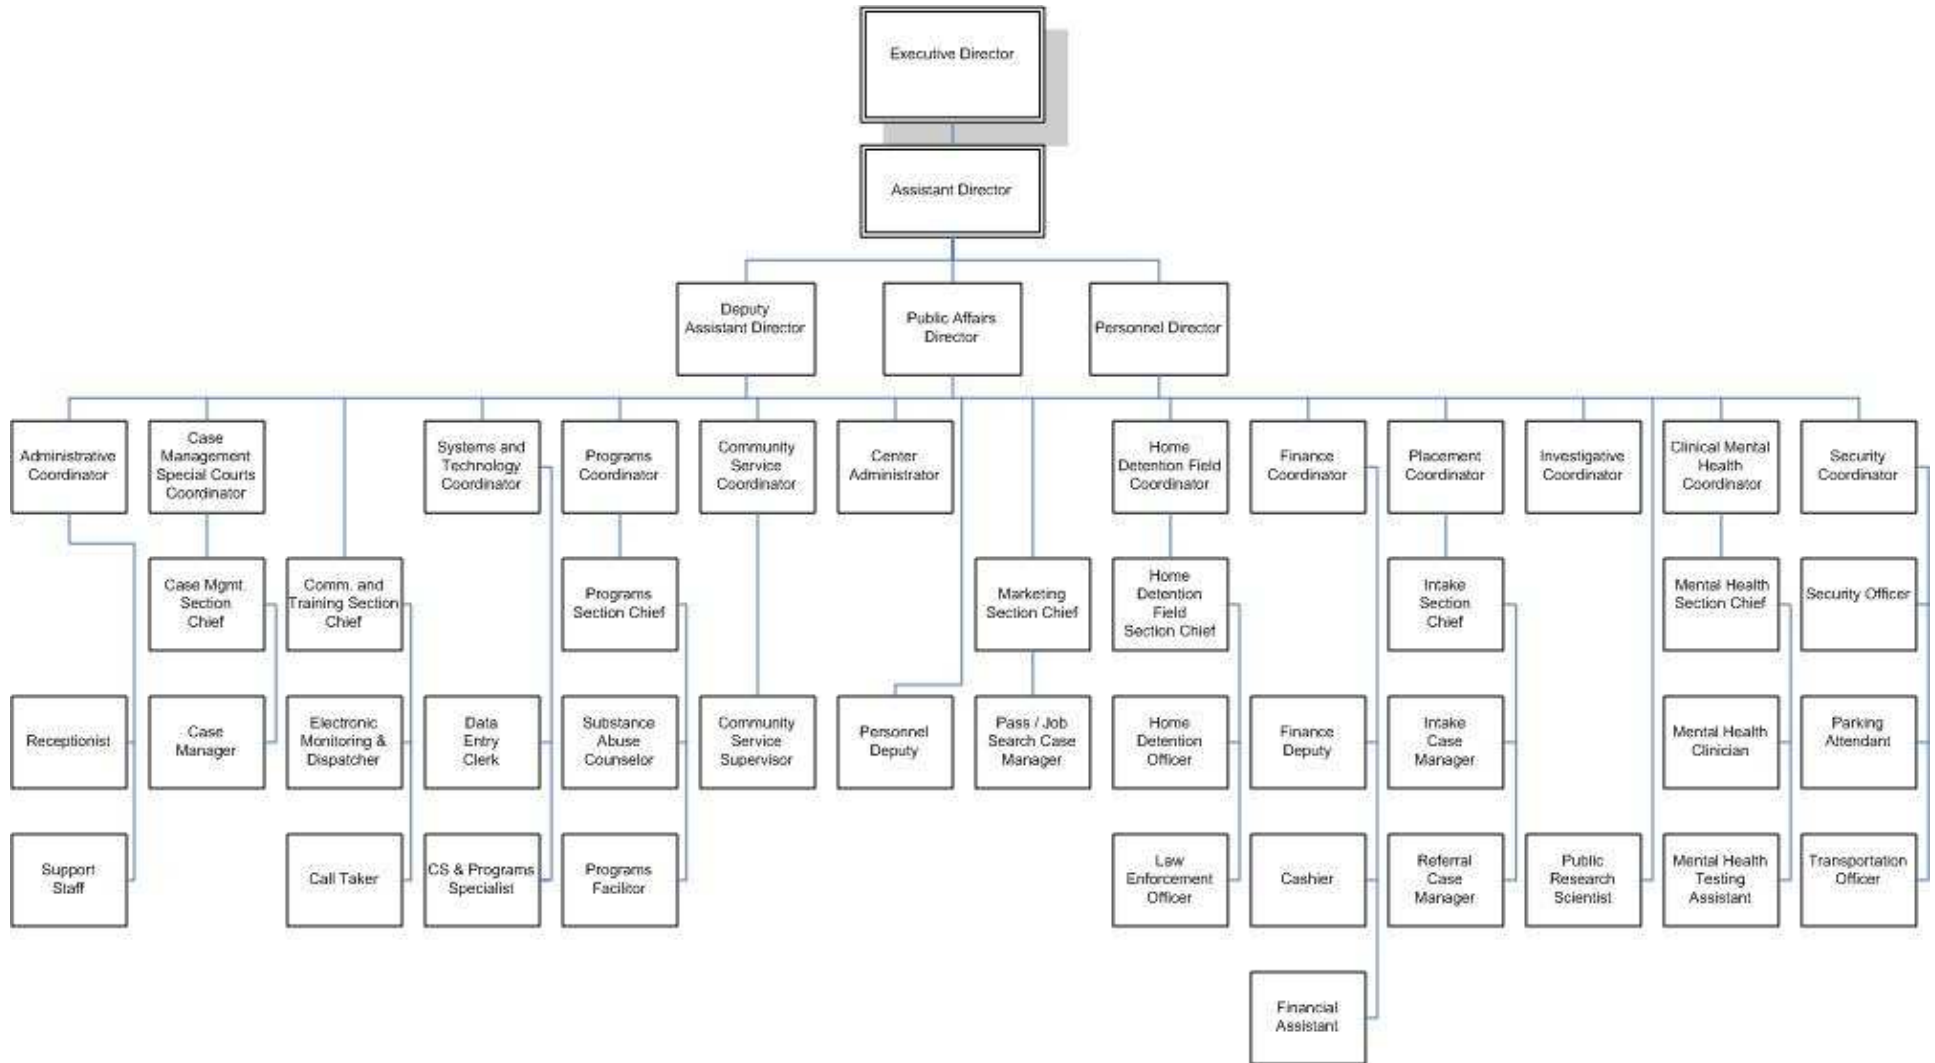 Executive Director
Assistant Director
Deputy
Assistant Director
Public Affairs
Director
Personnel Director
Administrative
Coordinator
Case
Management
Special Courts
Coordinator
Systems and
Technology
Coordinator
Programs
Coordinator
Community
Service
Coordinator
Center
Administrator
Home
Detention Field
Coordinator
Finance
Coordinator
Placement
Coordinator
Investigative
Coordinator
Clinical Mental
Health
Coordinator
Security
Coordinator
Case Mgmt.
Section
Chief
Comm. and
Training Section
Chief
Programs
Section Chief
Marketing
Section Chief
Home
Detention
Field
Section Chief
Intake
Section
Chief
Mental Health
Section Chief
Security Officer
Receptionist
Case
Manager
Electronic
Monitoring &
Dispatcher
Data
Entry
Clerk
Substance
Abuse
Counselor
Community
Service
Supervisor
Personnel
Deputy
Pass / Job
Search Case
Manager
Home
Detention
Officer
Finance
Deputy
Intake
Case
Manager
Mental Health
Clinician
Parking
Attendant
Support
Staff
Call Taker
CS & Programs
Specialist
Programs
Facilitor
Law
Enforcement
Officer
Cashier
Referral
Case
Manager
Public
Research
Scientist
Mental Health
Testing
Assistant
Transportation
Officer
Financial
Assistant